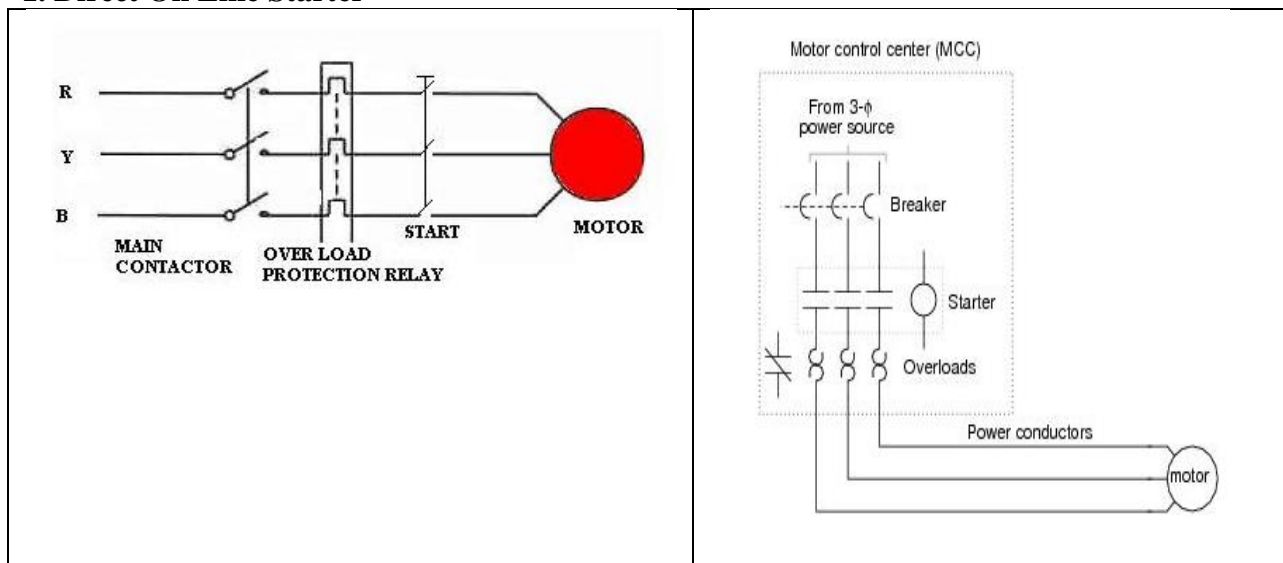 R
Y
B
MAIN
CONTACTOR
OVER LOAD
PROTECTION RELAY
START
MOTOR
Motor control center (MCC)
From 3-ϕ
power source
Breaker
Starter
Overloads
Power conductors
motor